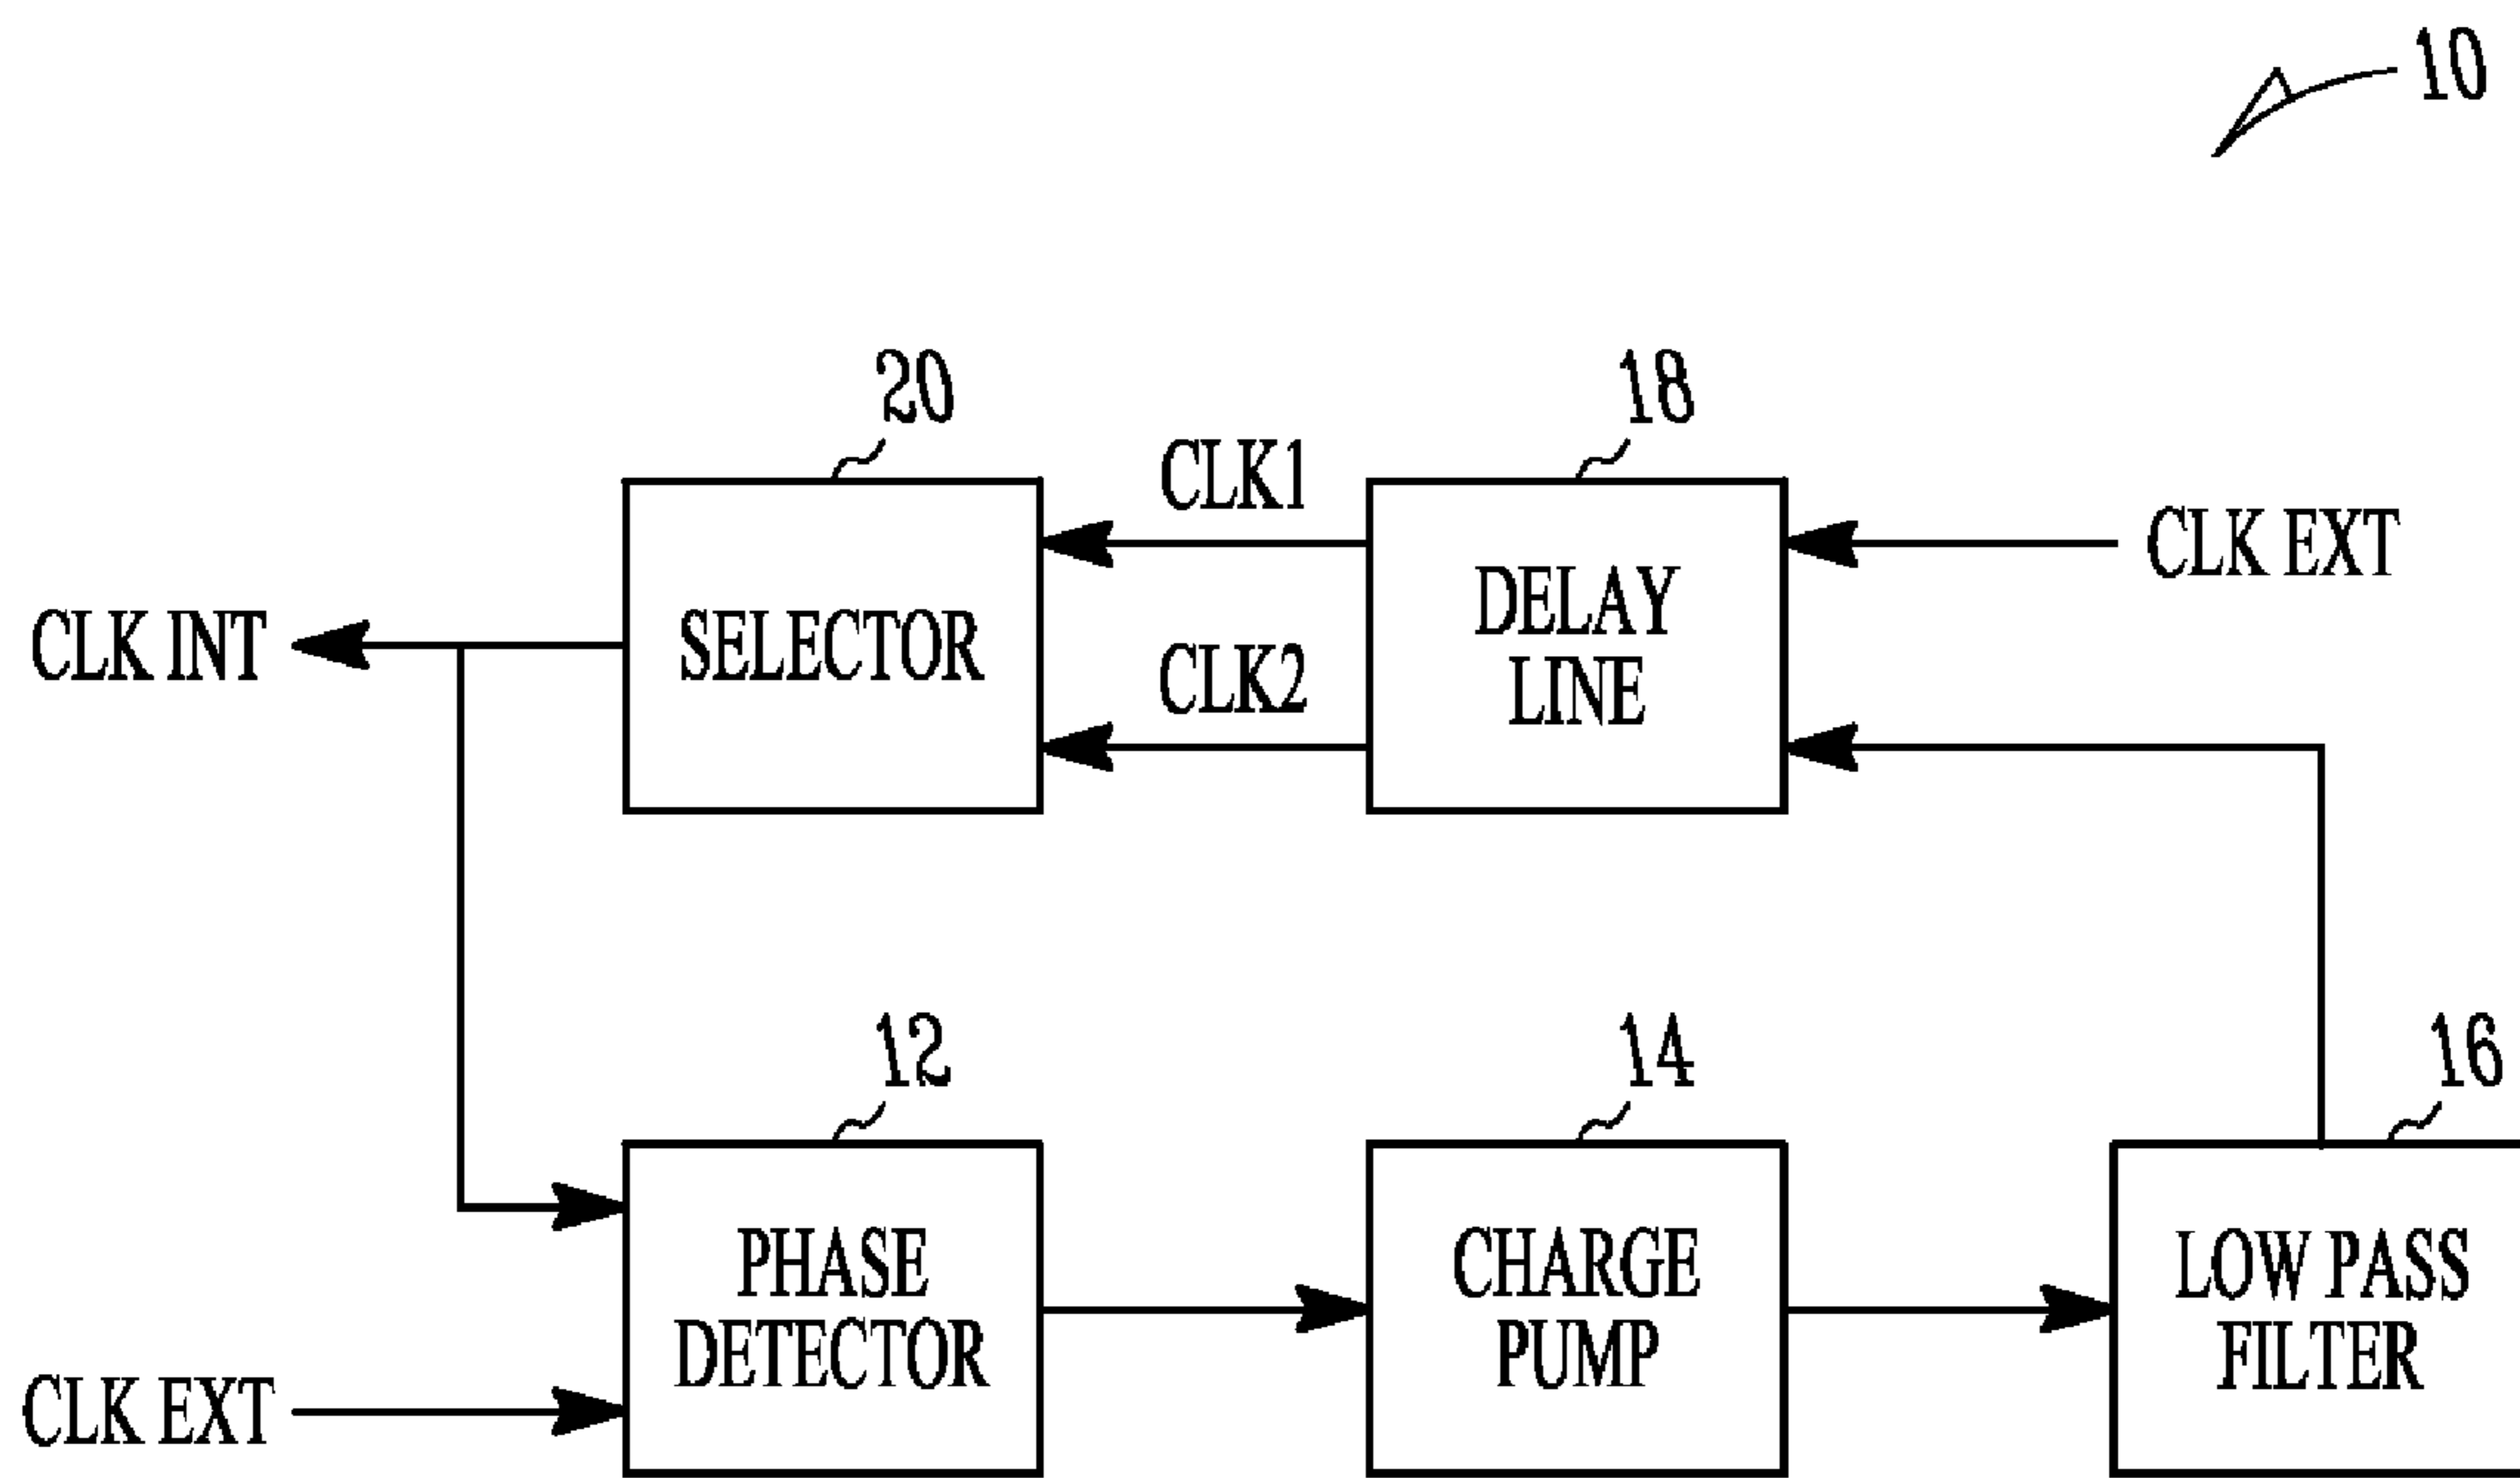 10
20
18
CLK1
CLK EXT
DELAY
LINE
CLK INT
SELECTOR
CLK2
12
14
16
PHASE
DETECTOR
CHARGE
PUMP
LOW PASS
FILTER
CLK EXT